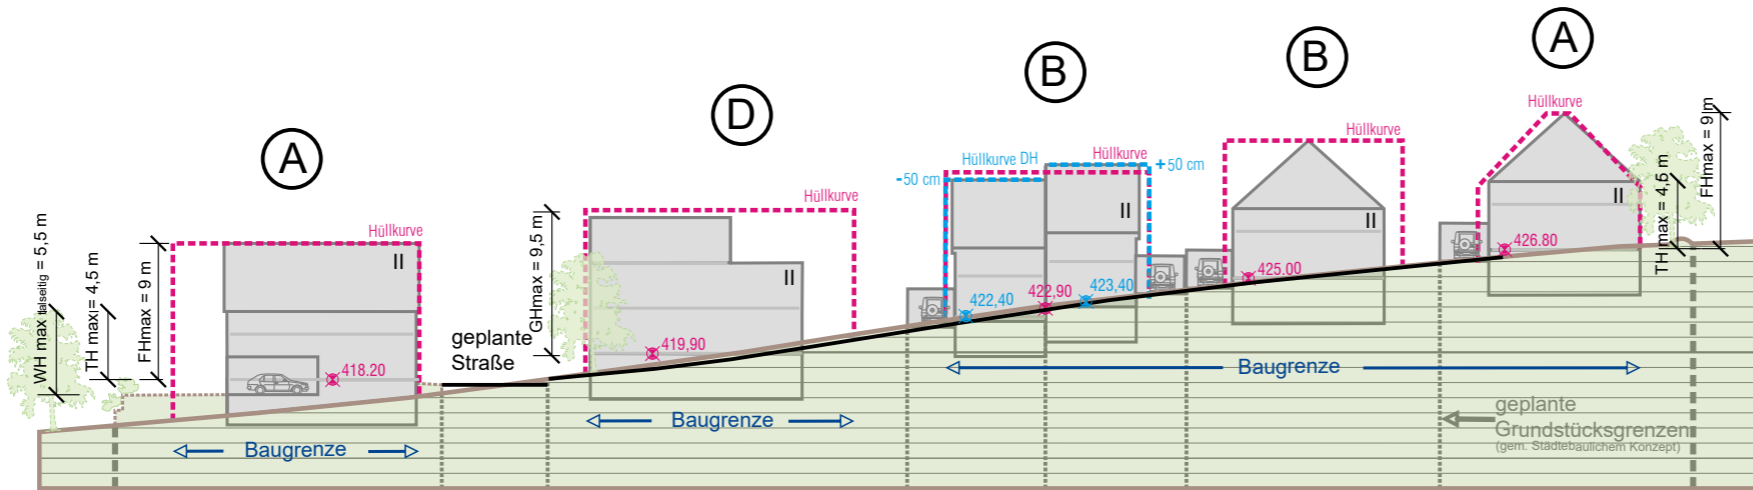 A
D
B
B
A
WH max talseitig = 5,5 m
TH max= 4,5 m
FHmax = 9 m
Hüllkurve
II
418.20
Baugrenze
geplante
Straße
GHmax = 9,5 m
Hüllkurve
II
419,90
Baugrenze
-50 cm
Hüllkurve DH
Hüllkurve
+50 cm
II
422,40
422,90
423,40
Hüllkurve
II
425.00
Baugrenze
Hüllkurve
II
426.80
THmax = 4,5 m
FHmax = 9 m
geplante
Grundstücksgrenzen
(gem. Städtebaulichem Konzept)